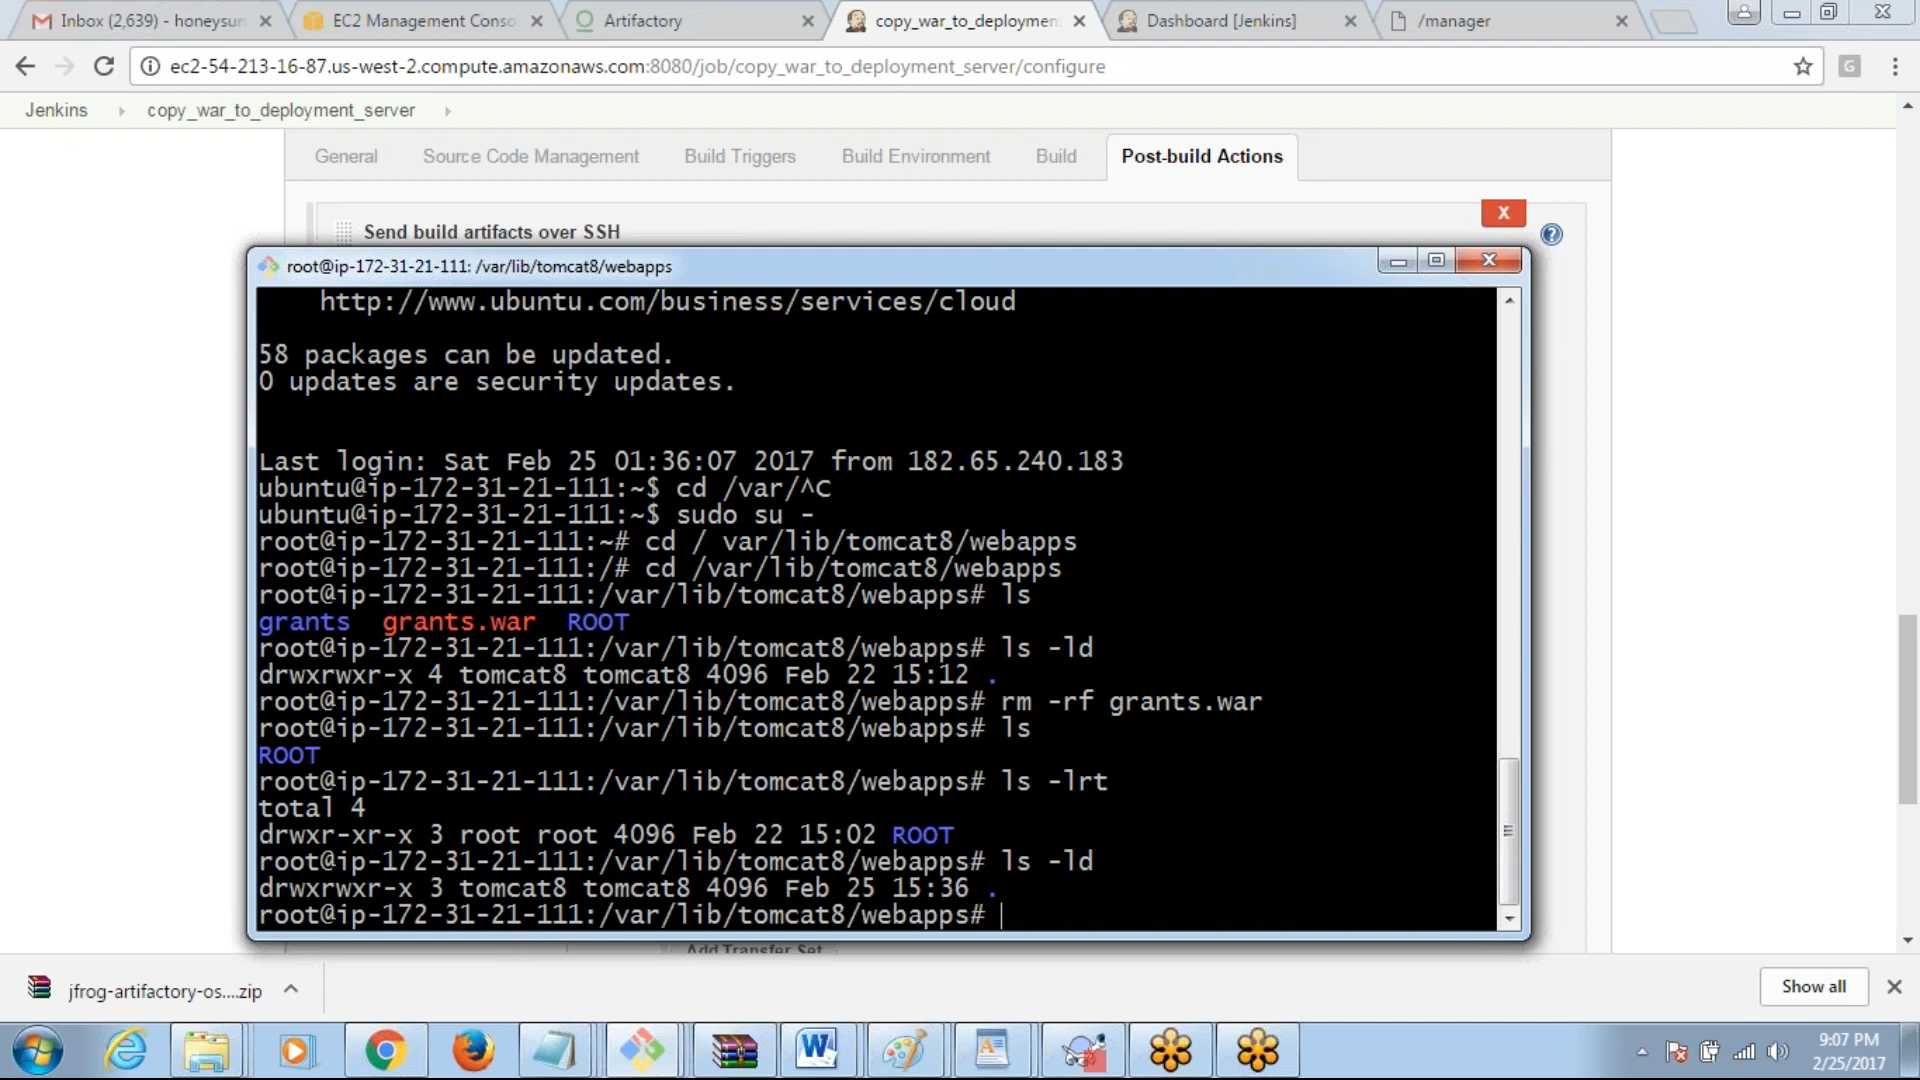 Inbox (2,639) - honeysun
EC2 Management Conso
Artifactory
copy_war_to_deploymen
Dashboard [Jenkins]
/manager
ec2-54-213-16-87.us-west-2.compute.amazonaws.com:8080/job/copy_war_to_deployment_server/configure
G
Jenkins
copy_war_to_deployment_server
General
Source Code Management
Build Triggers
Build Environment
Build
Post-build Actions
X
Send build artifacts over SSH
?
root@ip-172-31-21-111: /var/lib/tomcat8/webapps
http://www.ubuntu.com/business/services/cloud
58 packages can be updated.
0 updates are security updates.
Last login: Sat Feb 25 01:36:07 2017 from 182.65.240.183
ubuntu@ip-172-31-21-111:~$ cd /var/^C
ubuntu@ip-172-31-21-111:~$ sudo su -
root@ip-172-31-21-111:~# cd / var/lib/tomcat8/webapps
root@ip-172-31-21-111:/# cd /var/lib/tomcat8/webapps
root@ip-172-31-21-111:/var/lib/tomcat8/webapps# ls
grants  grants.war  ROOT
root@ip-172-31-21-111:/var/lib/tomcat8/webapps# ls -ld
drwxrwxr-x 4 tomcat8 tomcat8 4096 Feb 22 15:12 .
root@ip-172-31-21-111:/var/lib/tomcat8/webapps# rm -rf grants.war
root@ip-172-31-21-111:/var/lib/tomcat8/webapps# ls
ROOT
root@ip-172-31-21-111:/var/lib/tomcat8/webapps# ls -lrt
total 4
drwxr-xr-x 3 root root 4096 Feb 22 15:02 ROOT
root@ip-172-31-21-111:/var/lib/tomcat8/webapps# ls -ld
drwxrwxr-x 3 tomcat8 tomcat8 4096 Feb 25 15:36 .
root@ip-172-31-21-111:/var/lib/tomcat8/webapps#
Add Transfer Set
jfrog-artifactory-os....zip
Show all
9:07 PM
2/25/2017